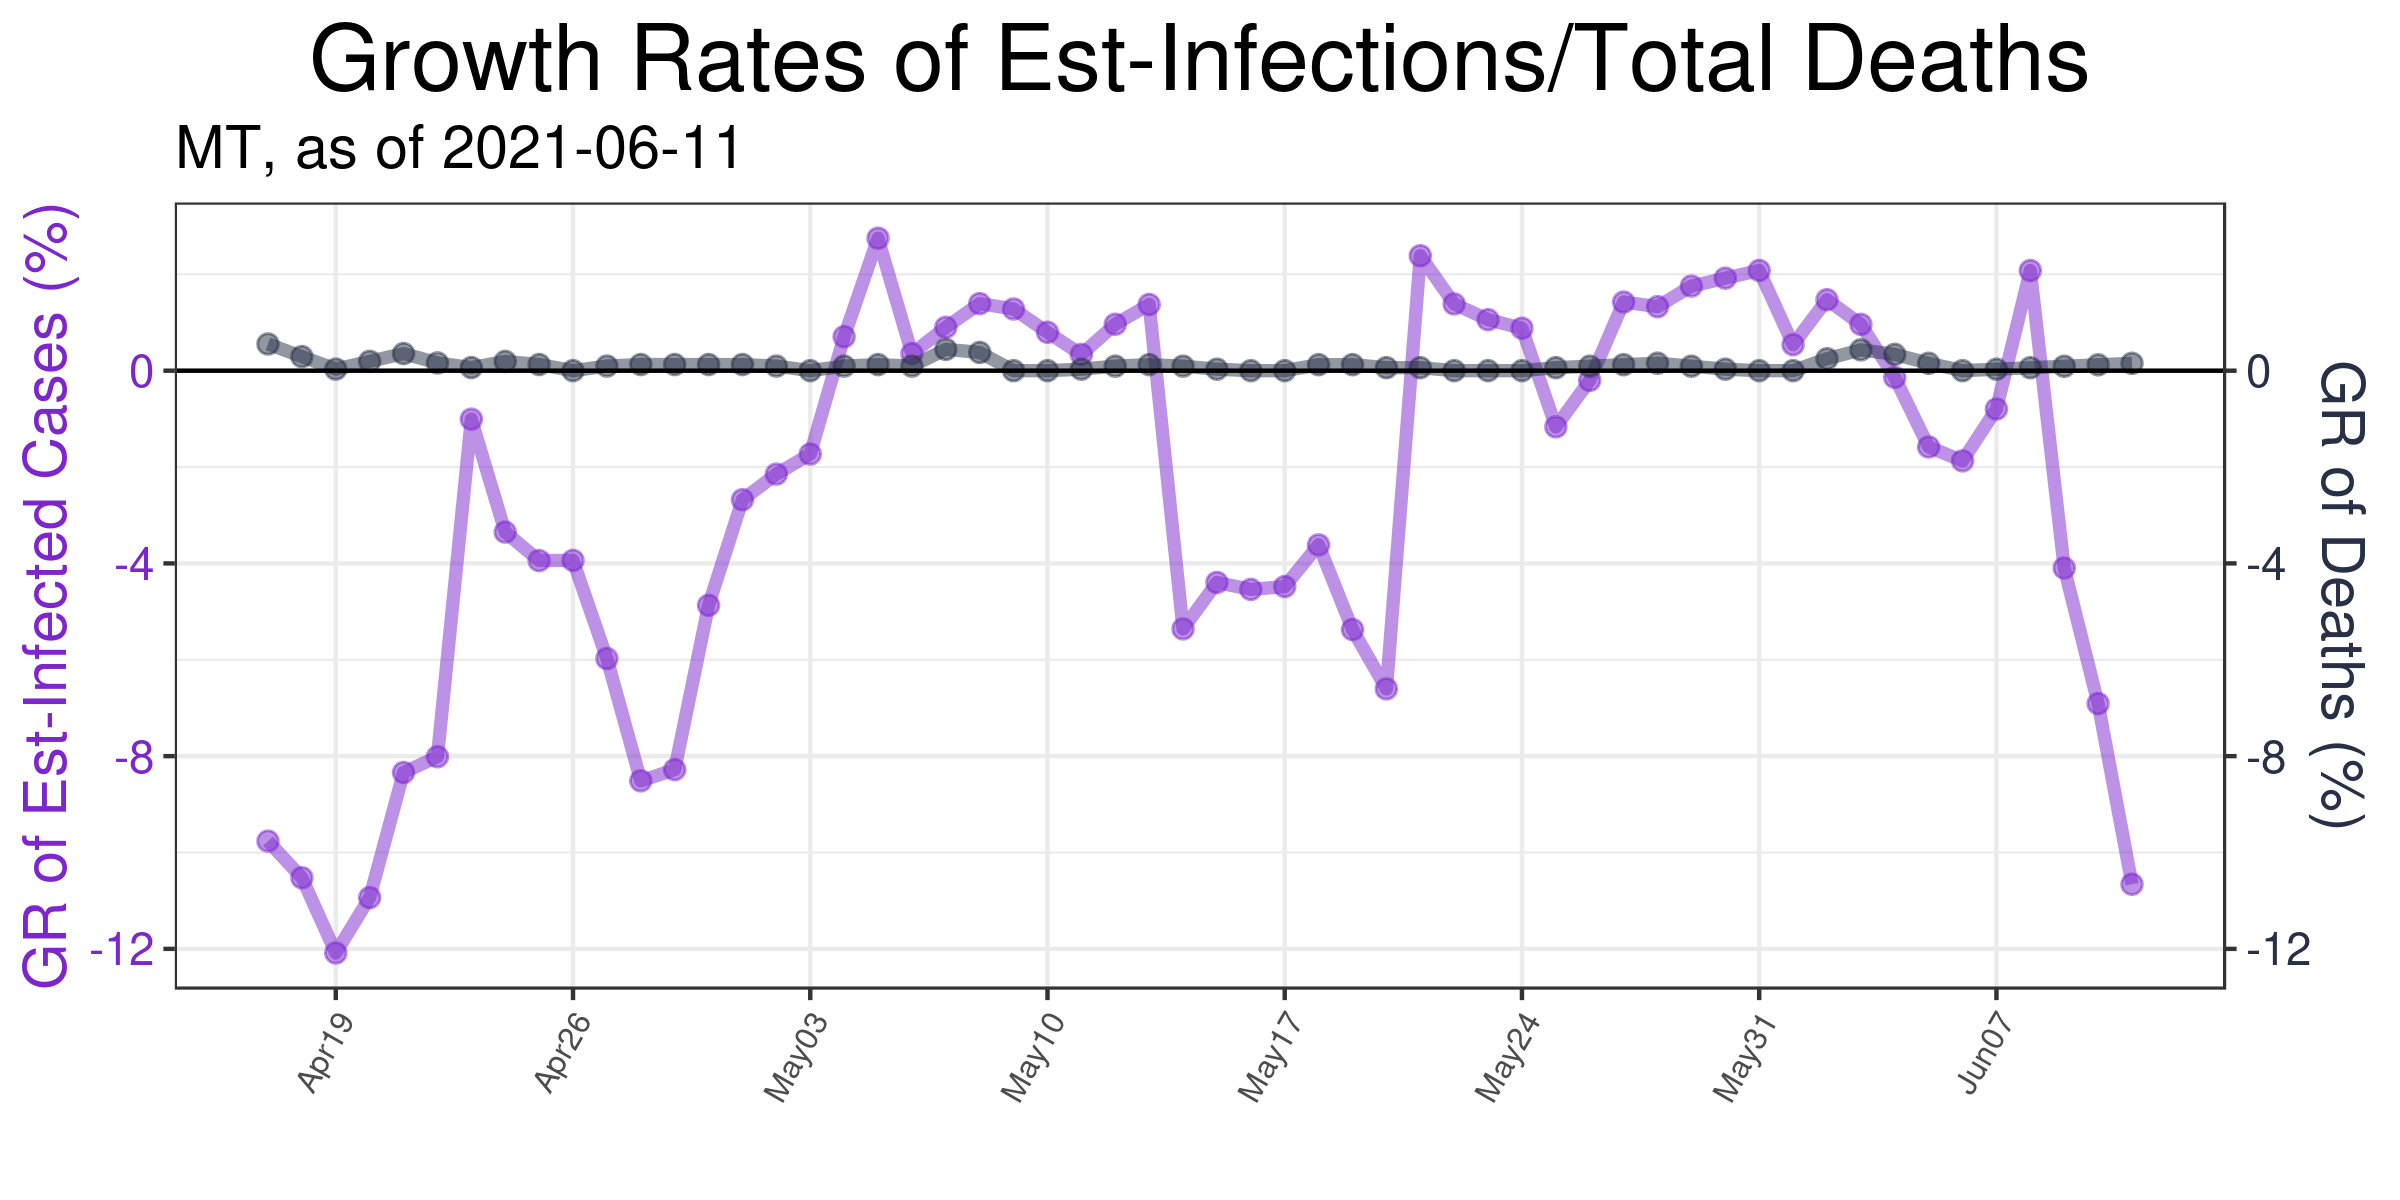 Growth Rates of Est-Infections/Total Deaths
MT, as of 2021-06-11
GR of Est-Infected Cases (%)
0
-4
-8
-12
0
-4
-8
-12
GR of Deaths (%)
Apr19
Apr26
May03
May10
May17
May24
May31
Jun07